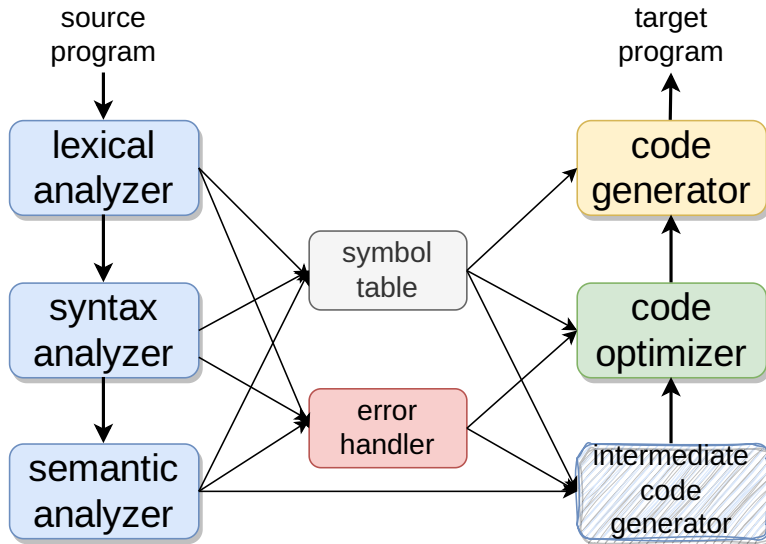 source
program
target
program
lexical
analyzer
code
generator
symbol
table
syntax
analyzer
code
optimizer
error
handler
semantic
analyzer
intermediate
code
generator